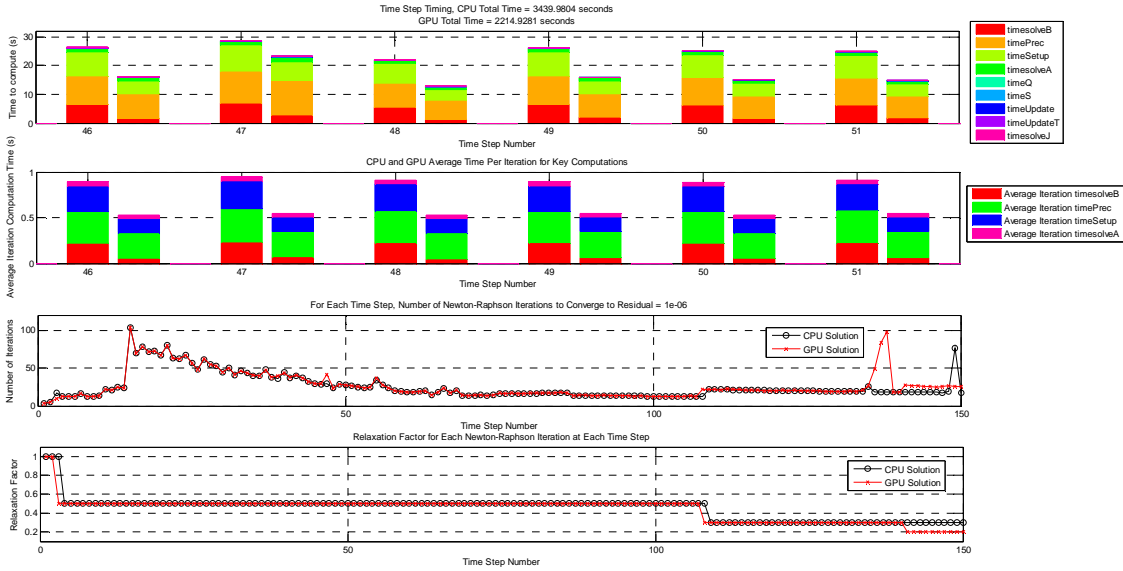 Time Step Timing, CPU Total Time = 3439.9804 seconds
GPU Total Time = 2214.9281 seconds
Time to compute (s)
30
20
10
0
46
47
48
49
50
51
Time Step Number
timesolveB
timePrec
timeSetup
timesolveA
timeQ
timeS
timeUpdate
timeUpdateT
timesolveJ
CPU and GPU Average Time Per Iteration for Key Computations
Average Iteration Computation Time (s)
1
0.5
0
46
47
48
49
50
51
Time Step Number
Average Iteration timesolveB
Average Iteration timePrec
Average Iteration timeSetup
Average Iteration timesolveA
For Each Time Step, Number of Newton-Raphson Iterations to Converge to Residual = 1e-06
Number of Iterations
100
50
0
0
50
100
150
Time Step Number
CPU Solution
GPU Solution
Relaxation Factor for Each Newton-Raphson Iteration at Each Time Step
Relaxation Factor
1
0.8
0.6
0.4
0.2
0
50
100
150
Time Step Number
CPU Solution
GPU Solution